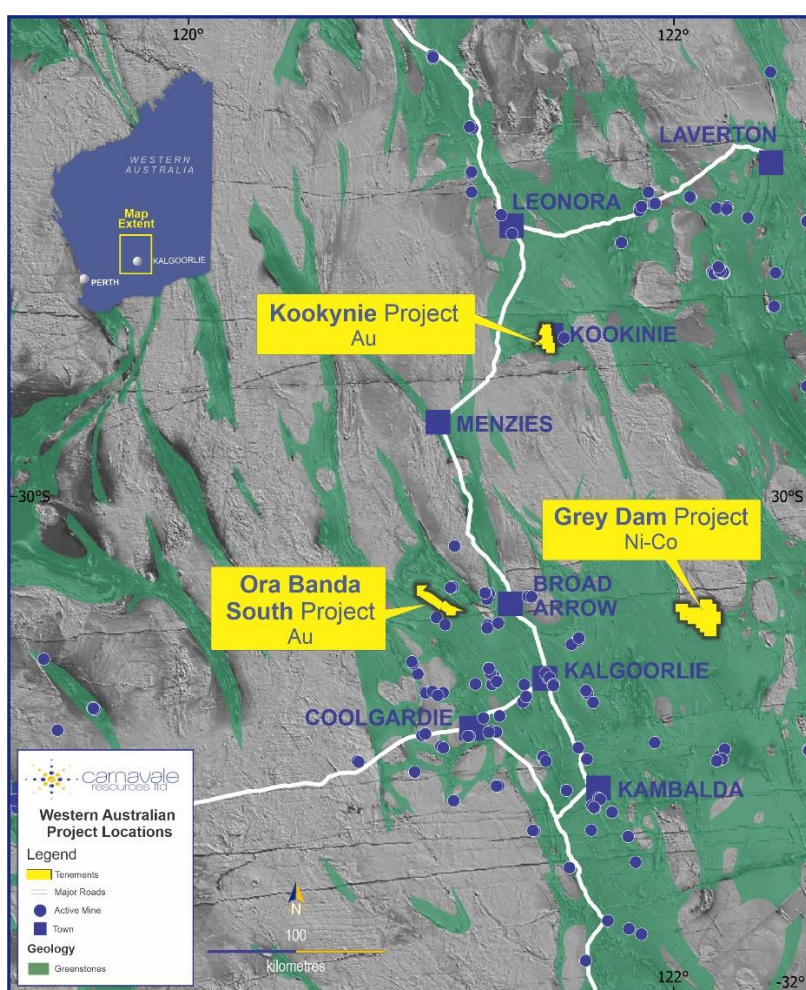 120°
122°
WESTERN
AUSTRALIA
Map
Extent
KALGOORLIE
PERTH
LAVERTON
LEONORA
Kookynie Project
Au
KOOKINIE
MENZIES
30°S
30°S
Grey Dam Project
Ni-Co
Ora Banda
South Project
Au
BROAD
ARROW
KALGOORLIE
COOLGARDIE
KAMBALDA
carnavale
resources ltd
Western Australian
Project Locations
Legend
Tenements
Major Roads
Active Mine
Town
Geology
Greenstones
N
100
kilometres
122°
-32°